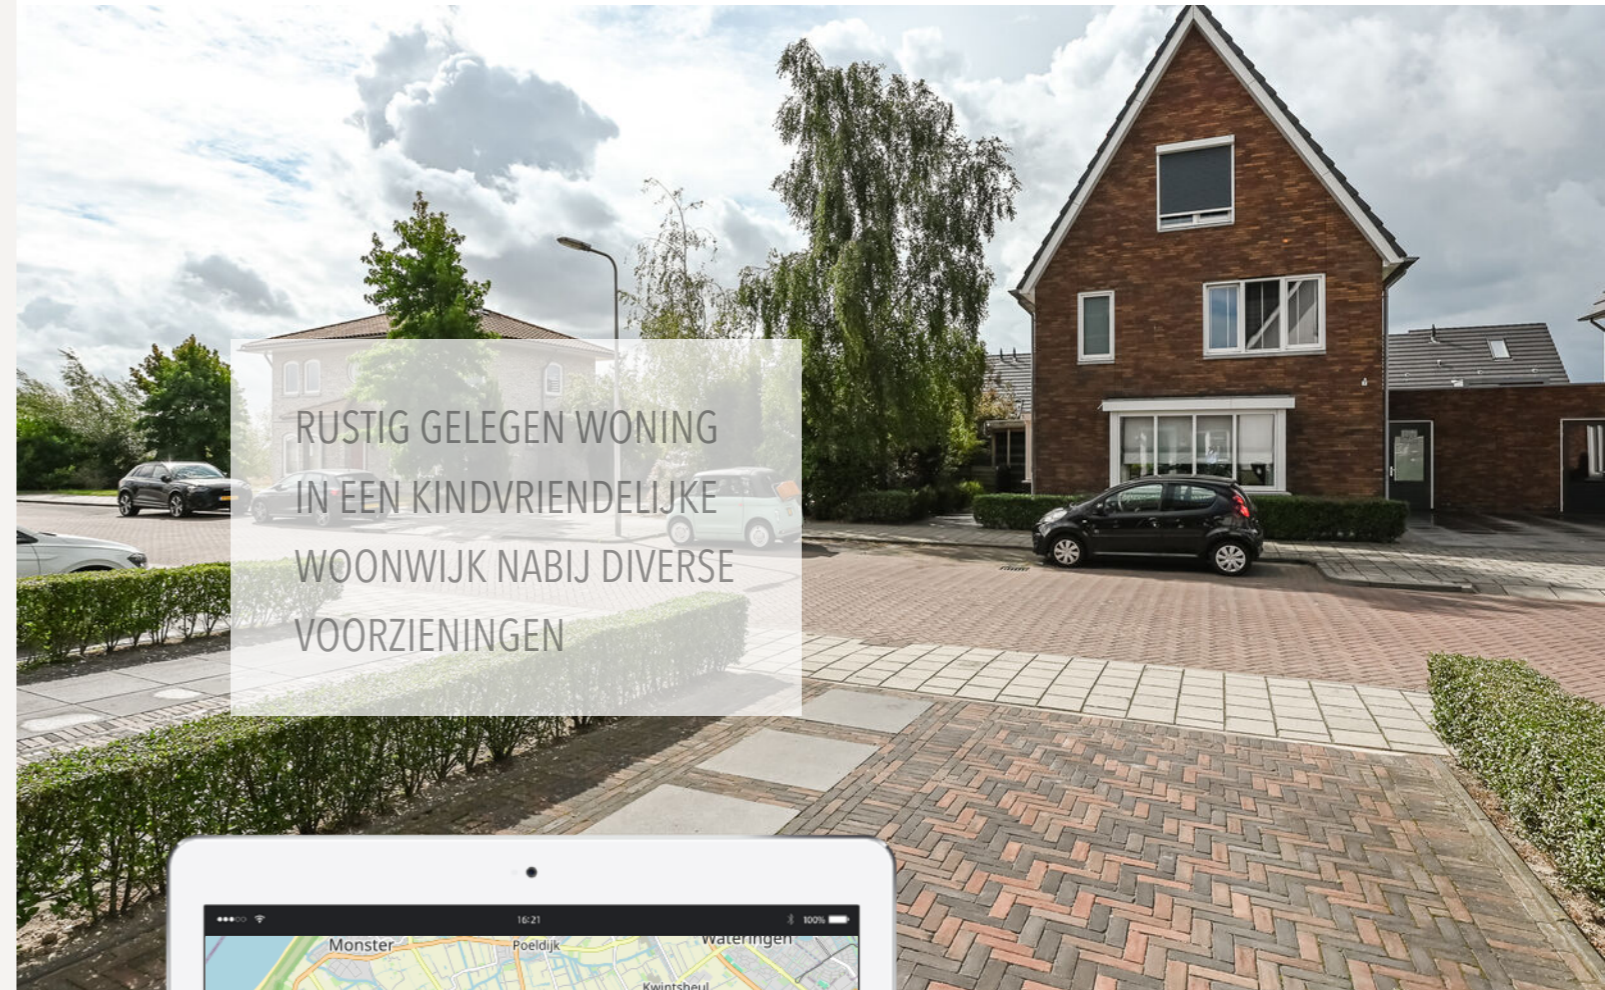 RUSTIG GELEGEN WONING
IN EEN KINDVRIENDELIJKE
WOONWIJK NABIJ DIVERSE
VOORZIENINGEN
16:21
100%
Monster
Poeldijk
Wateringen
Kwintsheul